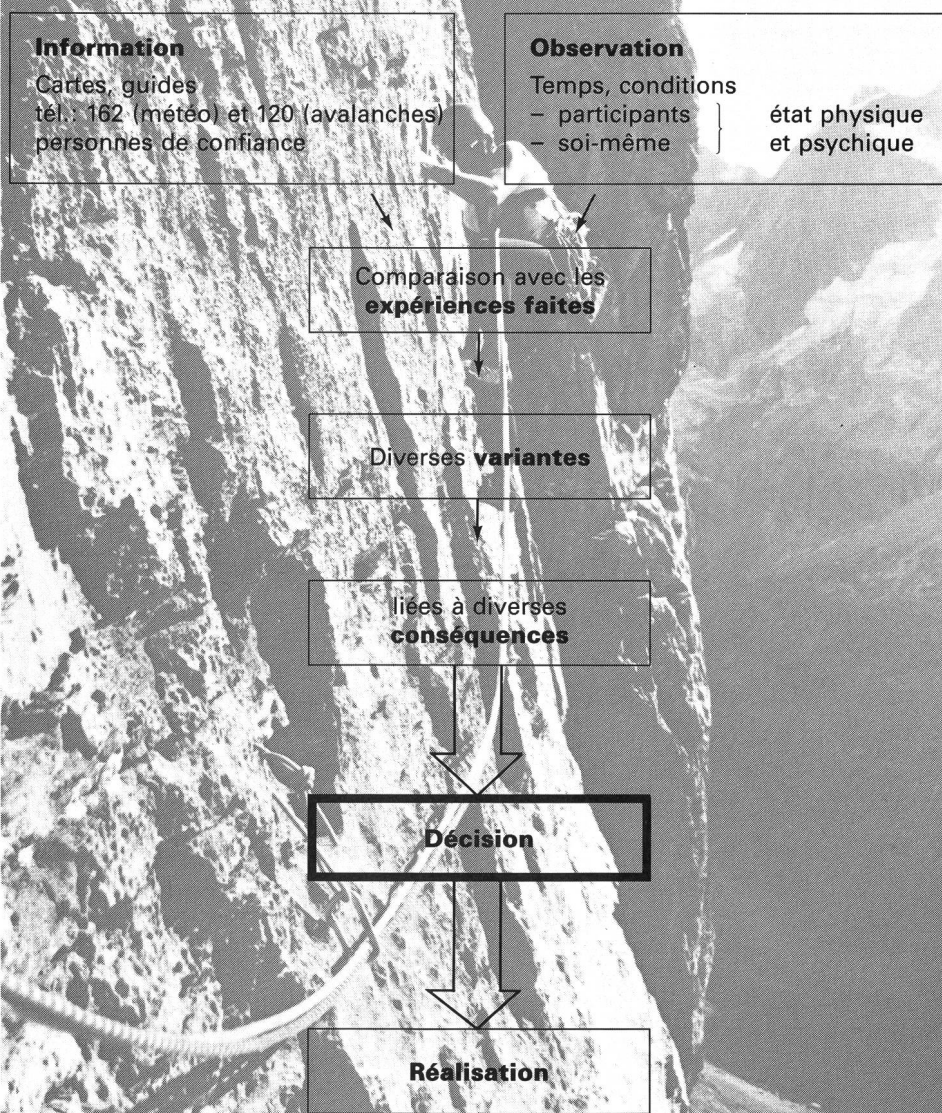 Information
Cartes, guides
tél.: 162 (météo) et 120 (avalanches)
personnes de confiance
Observation
Temps, conditions
– participants
– soi-même
état physique
et psychique
Comparaison avec les
expériences faites
Diverses variantes
liées à diverses
conséquences
Décision
Réalisation